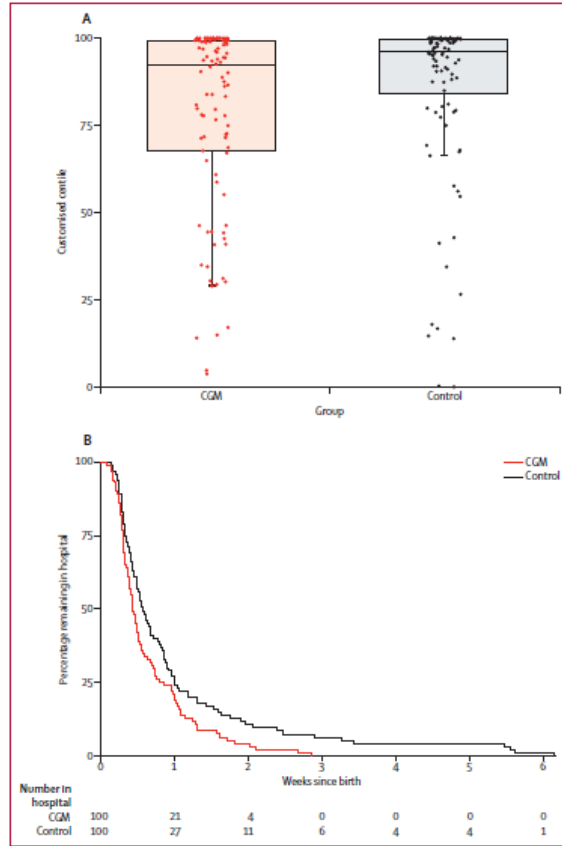 A
100
75
50
25
0
Customised centile
CGM
Control
Group
B
CGM
Control
100
75
50
25
0
Percentage remaining in hospital
0 1 2 3 4 5 6
Weeks since birth
Number in
hospital
CGM 100 21 4 0 0 0 0
Control 100 27 11 6 4 4 1